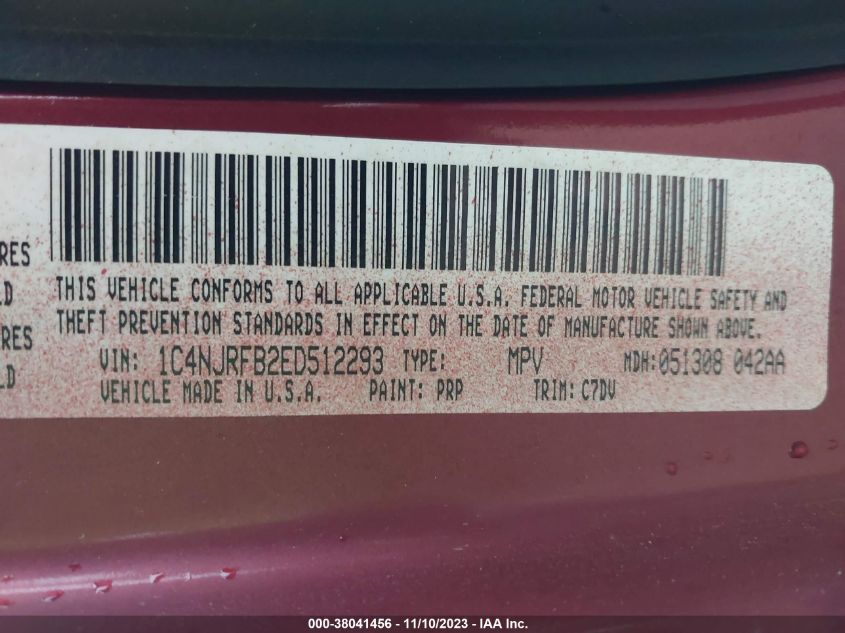 RES
THIS VEHICLE CONFORMS TO ALL APPLICABLE U.S.A. FEDERAL MOTOR VEHICLE SAFETY AND
LD
THEFT PREVENTION STANDARDS IN EFFECT ON THE DATE OF MANUFACTURE SHOWN ABOVE.
RES
VIN: 1C4NJRFB2ED512293 TYPE: MPV MDH:051308 042AA
LD
VEHICLE MADE IN U.S.A. PAINT: PRP TRIM: C7DV
000-38041456 - 11/10/2023 - IAA Inc.